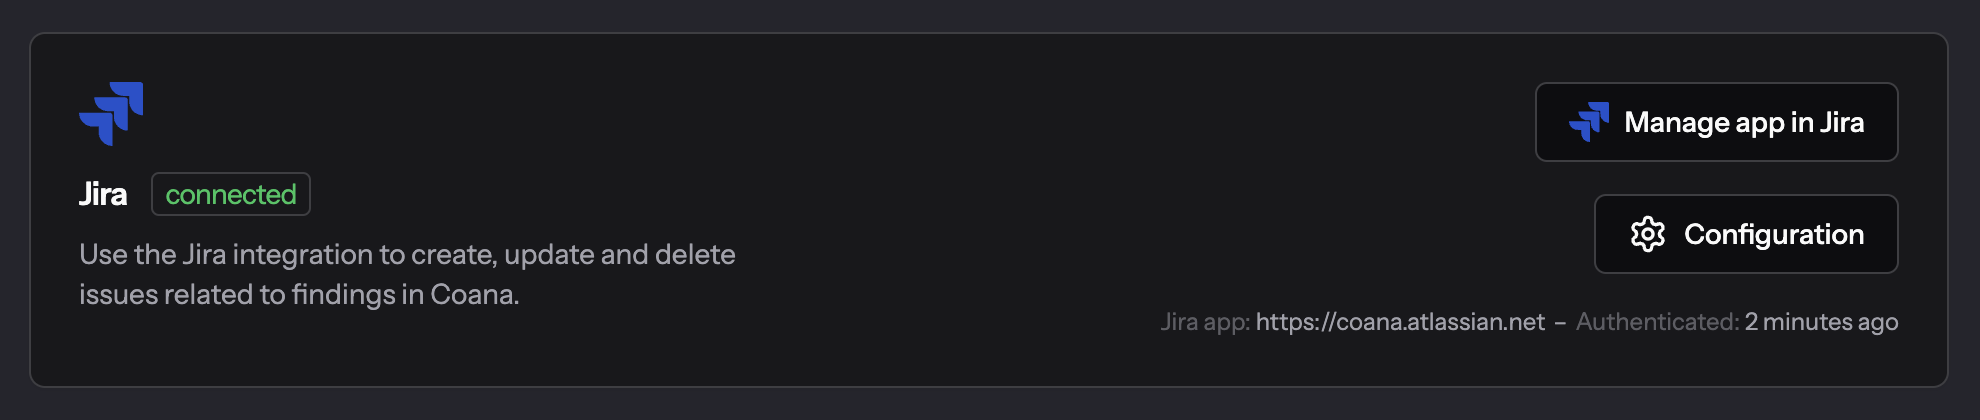 Jira connected
Use the Jira integration to create, update and delete
issues related to findings in Coana.
Manage app in Jira
Configuration
Jira app: https://coana.atlassian.net – Authenticated: 2 minutes ago